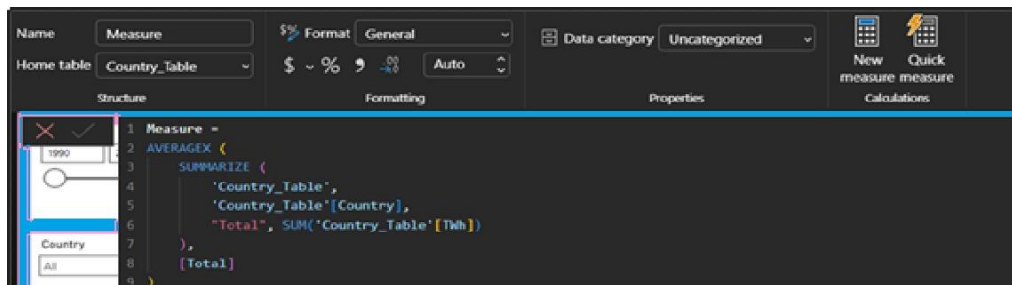 Name Measure $% Format General Data category Uncategorized New measure Quick measure
Home table Country_Table $ % 9 .00 Auto
Structure Formatting Properties Calculations
1990
1 Measure =
2 AVERAGEX (
3 SUMMARIZE (
4 'Country_Table',
5 'Country_Table'[Country],
6 "Total", SUM('Country_Table'[TWh])
7 ),
8 [Total]
9 )
Country
All